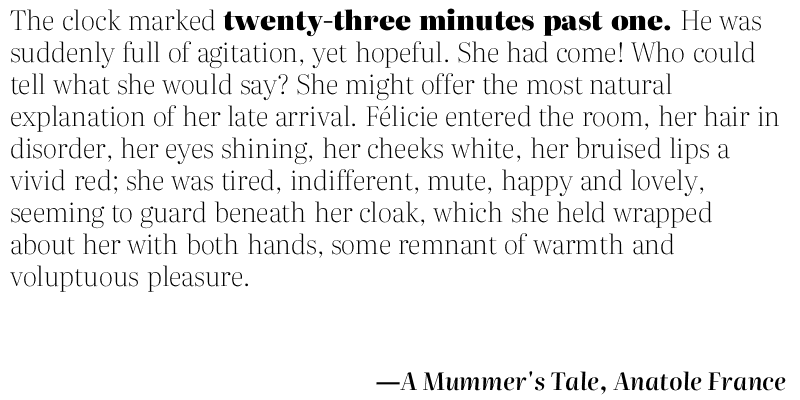 The clock marked twenty-three minutes past one. He was
suddenly full of agitation, yet hopeful. She had come! Who could
tell what she would say? She might offer the most natural
explanation of her late arrival. Félicie entered the room, her hair in
disorder, her eyes shining, her cheeks white, her bruised lips a
vivid red; she was tired, indifferent, mute, happy and lovely,
seeming to guard beneath her cloak, which she held wrapped
about her with both hands, some remnant of warmth and
voluptuous pleasure.
—A Mummer's Tale, Anatole France